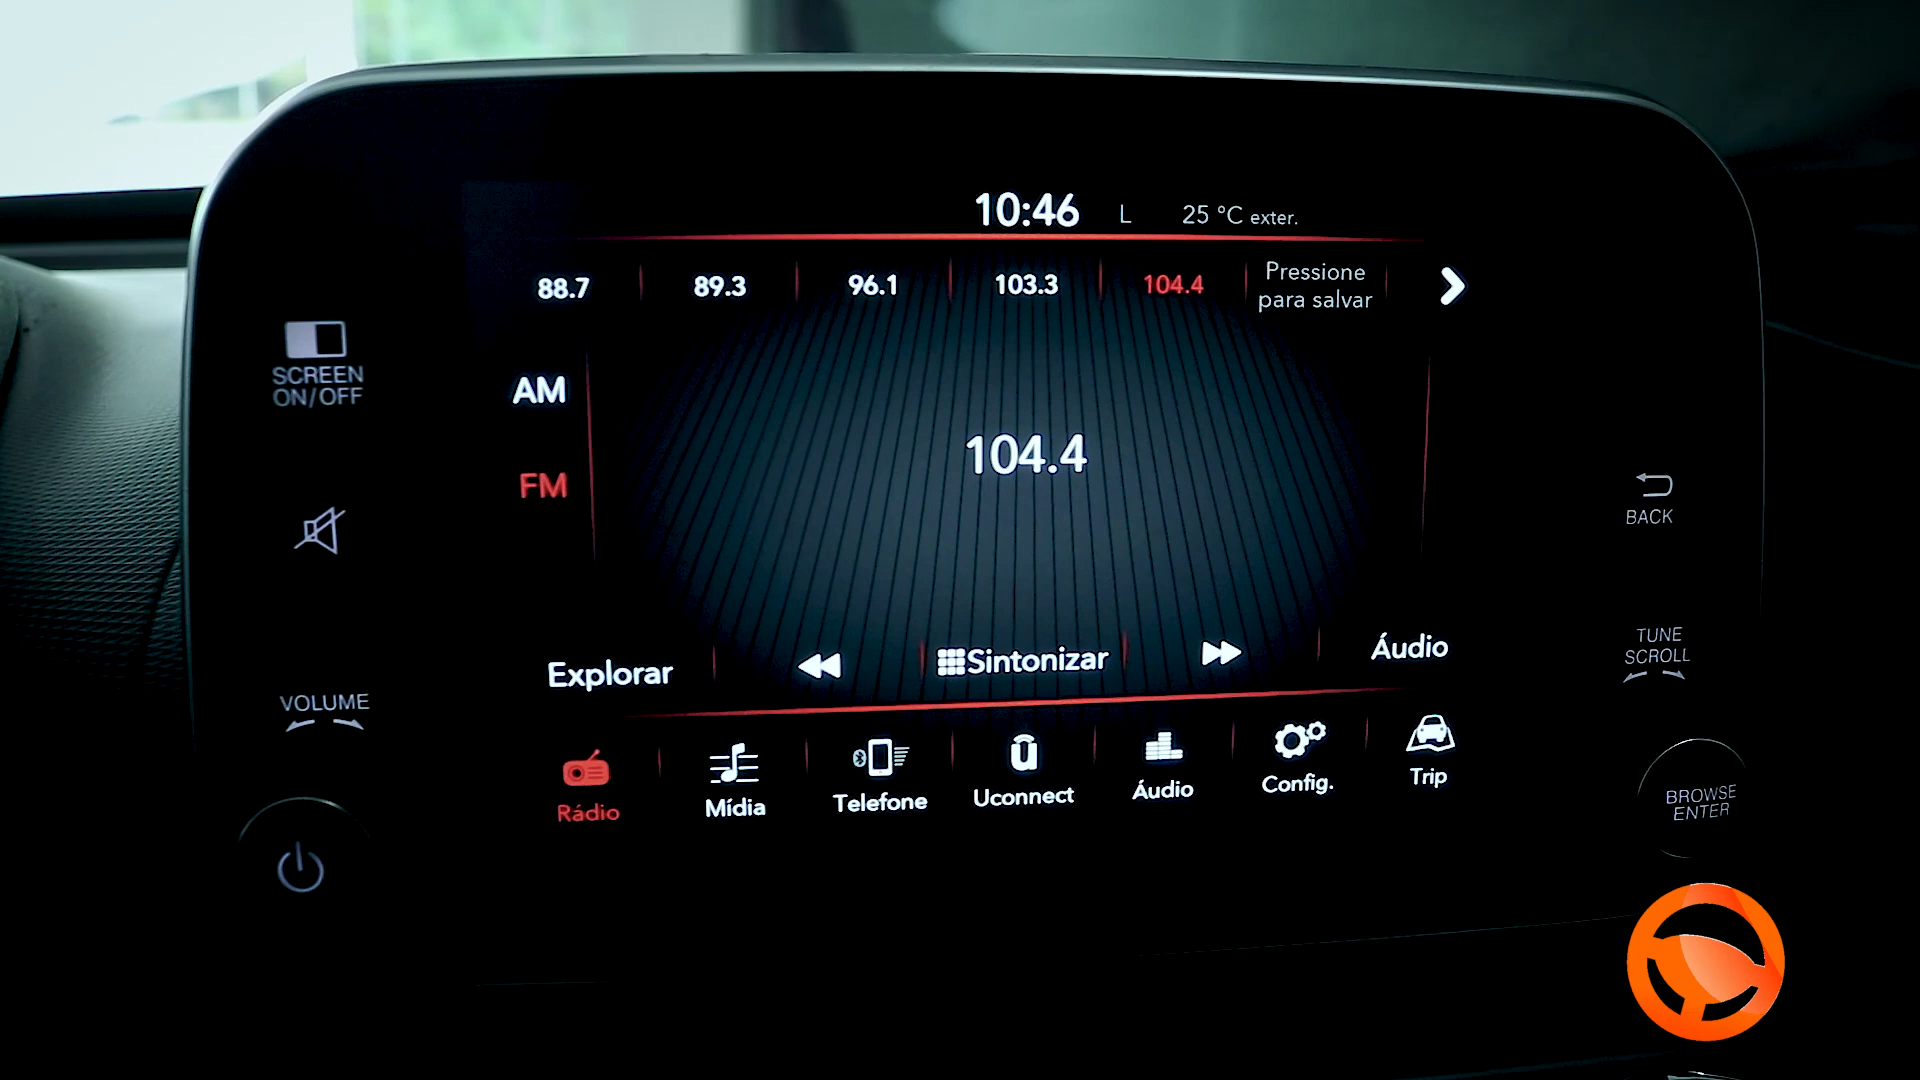 10:46 L 25 °C exter.
88.7 89.3 96.1 103.3 104.4 Pressione
para salvar
SCREEN
ON/OFF
AM
104.4
FM
BACK
TUNE
SCROLL
Explorar Sintonizar Áudio
VOLUME
Rádio Mídia Telefone Uconnect Áudio Config. Trip
BROWSE
ENTER